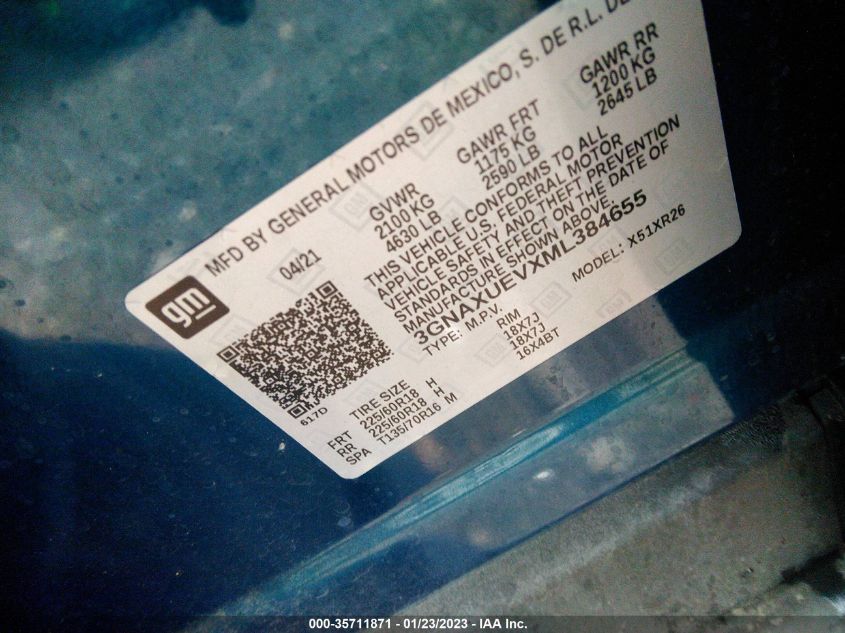 MFD BY GENERAL MOTORS DE MEXICO, S. DE R.L. DE
gm
04/21
GVWR
2100 KG
4630 LB
GAWR FRT
1175 KG
2590 LB
GAWR RR
1200 KG
2645 LB
THIS VEHICLE CONFORMS TO ALL
APPLICABLE U.S. FEDERAL MOTOR
VEHICLE SAFETY AND THEFT PREVENTION
STANDARDS IN EFFECT ON THE DATE OF
MANUFACTURE SHOWN ABOVE.
3GNAXUEVXML384655
TYPE: M.P.V. MODEL: X51XR26
617D
TIRE SIZE RIM
FRT 225/60R18 H 18X7J
RR 225/60R18 H 18X7J
SPA T135/70R16 M 16X4BT
000-35711871 / 01/23/2023 - IAA Inc.